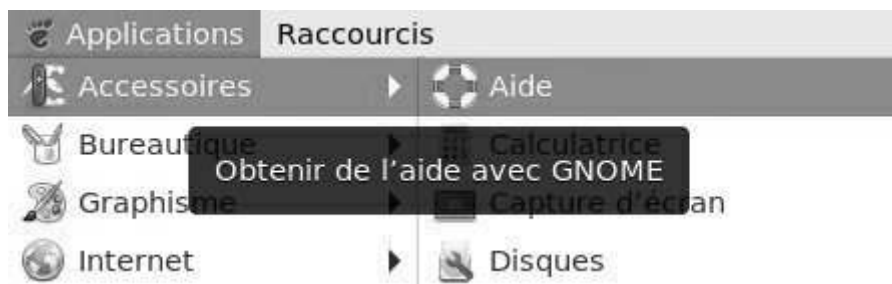 Applications Raccourcis
Accessoires Aide
Bureautique Calculatrice
Obtenir de l’aide avec GNOME
Graphisme Capture d’écran
Internet Disques